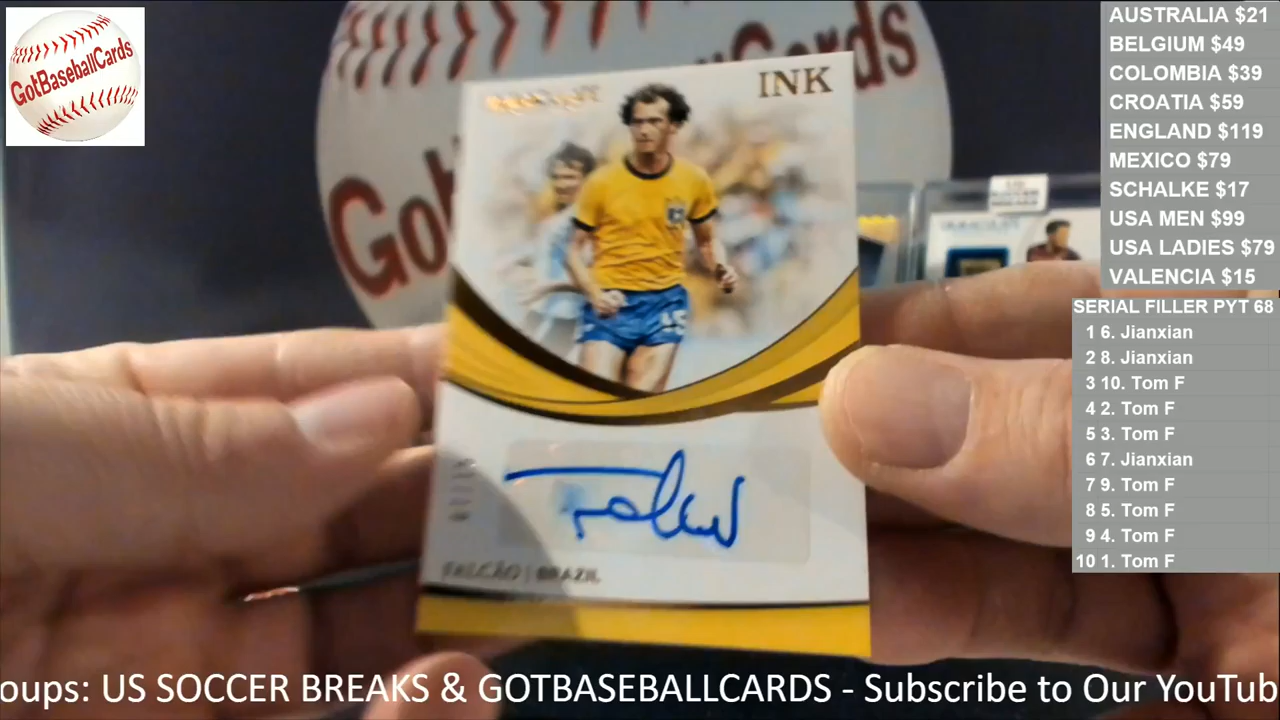 GotBaseballCards
Cards
Got
INK
FALCÃO | BRAZIL
AUSTRALIA $21
BELGIUM $49
COLOMBIA $39
CROATIA $59
ENGLAND $119
MEXICO $79
SCHALKE $17
USA MEN $99
USA LADIES $79
VALENCIA $15
SERIAL FILLER PYT 68
1 6. Jianxian
2 8. Jianxian
3 10. Tom F
4 2. Tom F
5 3. Tom F
6 7. Jianxian
7 9. Tom F
8 5. Tom F
9 4. Tom F
10 1. Tom F
oups: US SOCCER BREAKS & GOTBASEBALLCARDS - Subscribe to Our YouTub